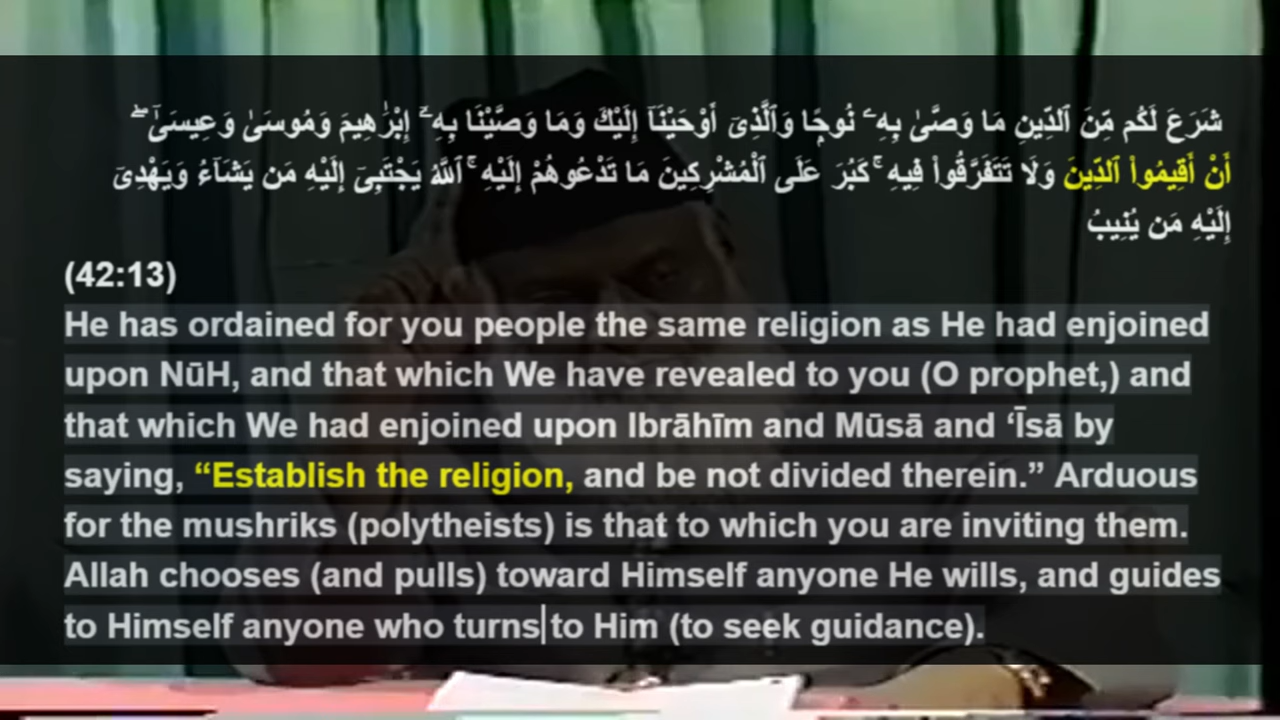 شَرَعَ لَكُم مِّنَ ٱلدِّينِ مَا وَصَّىٰ بِهِۦ نُوحًا وَٱلَّذِىٓ أَوْحَيْنَآ إِلَيْكَ وَمَا وَصَّيْنَا بِهِۦٓ إِبْرَٰهِيمَ وَمُوسَىٰ وَعِيسَىٰٓ ۖ
أَنْ أَقِيمُوا۟ ٱلدِّينَ وَلَا تَتَفَرَّقُوا۟ فِيهِ ۚ كَبُرَ عَلَى ٱلْمُشْرِكِينَ مَا تَدْعُوهُمْ إِلَيْهِ ۚ ٱللَّهُ يَجْتَبِىٓ إِلَيْهِ مَن يَشَآءُ وَيَهْدِىٓ
إِلَيْهِ مَن يُنِيبُ
(42:13)
He has ordained for you people the same religion as He had enjoined
upon NūH, and that which We have revealed to you (O prophet,) and
that which We had enjoined upon Ibrāhīm and Mūsā and ‘Īsā by
saying, “Establish the religion, and be not divided therein.” Arduous
for the mushriks (polytheists) is that to which you are inviting them.
Allah chooses (and pulls) toward Himself anyone He wills, and guides
to Himself anyone who turns to Him (to seek guidance).